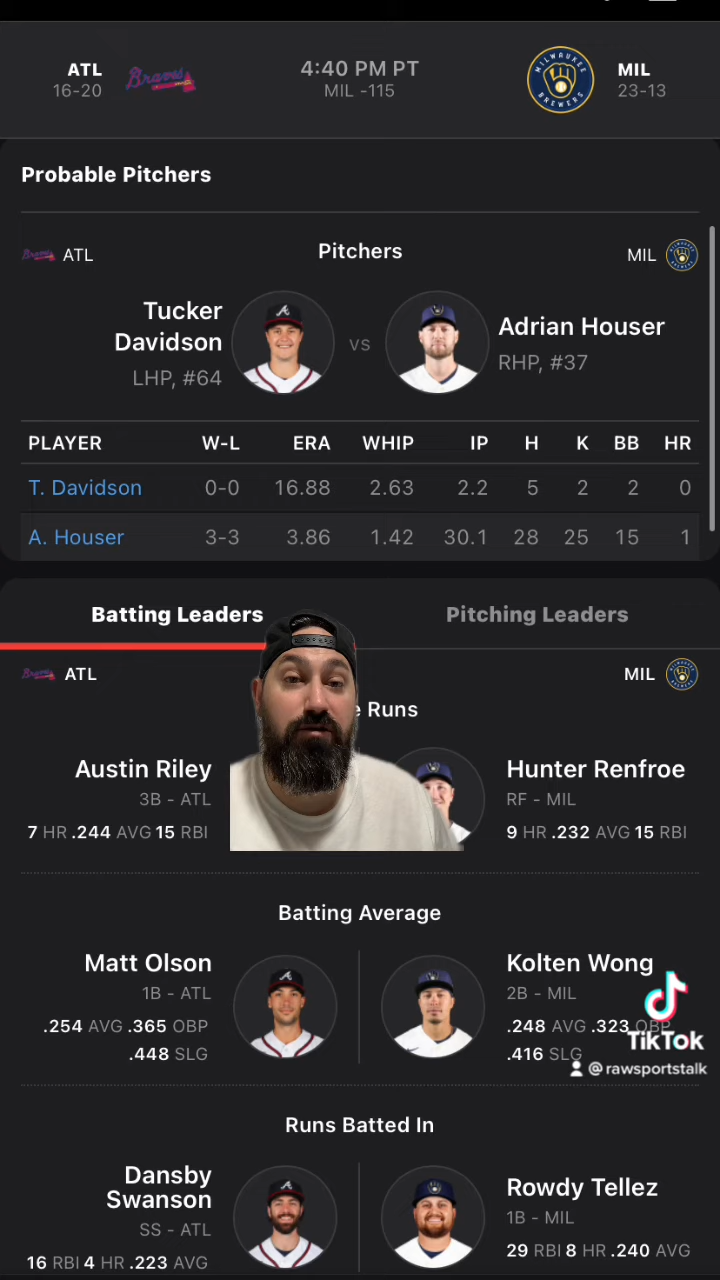 ATL
16-20
Braves
4:40 PM PT
MIL -115
MILWAUKEE
BREWERS
MIL
23-13
Probable Pitchers
ATL
Pitchers
MIL
Tucker
Davidson
LHP, #64
vs
Adrian Houser
RHP, #37
PLAYER W-L ERA WHIP IP H K BB HR
T. Davidson 0-0 16.88 2.63 2.2 5 2 2 0
A. Houser 3-3 3.86 1.42 30.1 28 25 15 1
Batting Leaders
Pitching Leaders
ATL
MIL
Runs
Austin Riley
3B - ATL
7 HR .244 AVG 15 RBI
Hunter Renfroe
RF - MIL
9 HR .232 AVG 15 RBI
Batting Average
Matt Olson
1B - ATL
.254 AVG .365 OBP
.448 SLG
Kolten Wong
2B - MIL
.248 AVG .323 OBP
.416 SLG
TikTok
@rawsportstalk
Runs Batted In
Dansby
Swanson
SS - ATL
16 RBI 4 HR .223 AVG
Rowdy Tellez
1B - MIL
29 RBI 8 HR .240 AVG